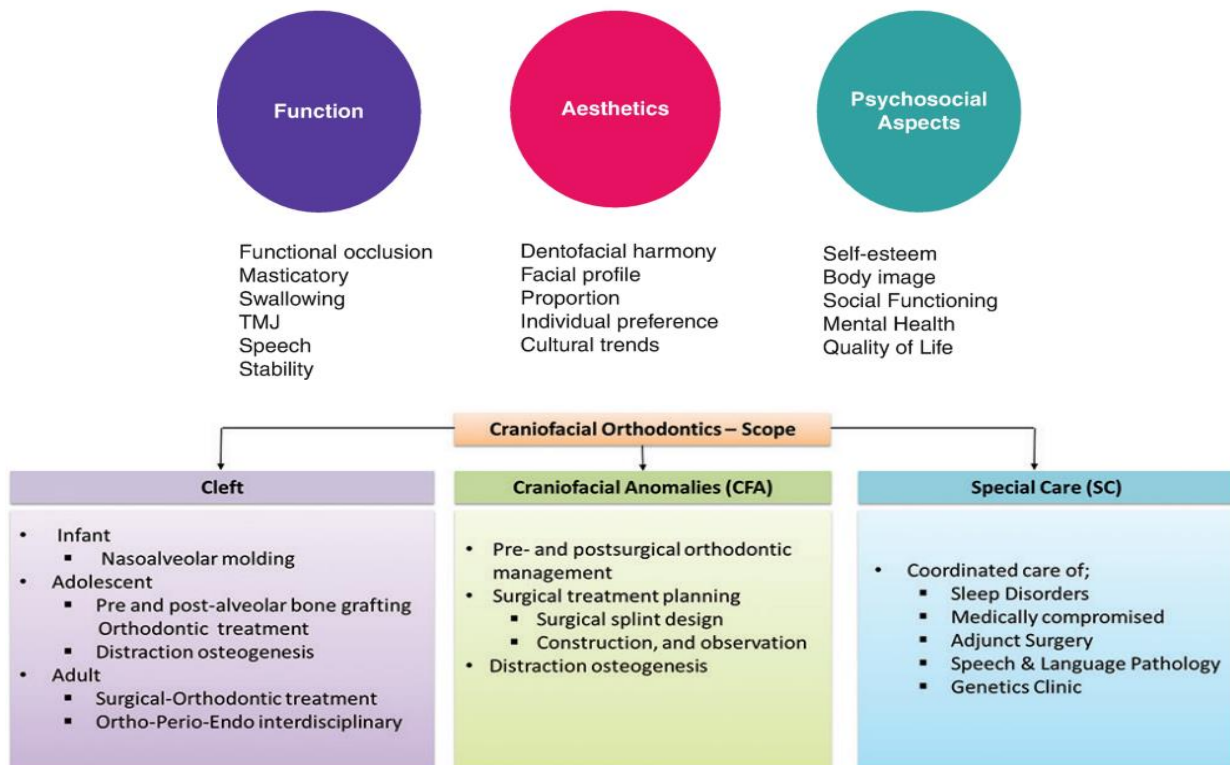 Function
Aesthetics
Psychosocial
Aspects
Functional occlusion
Masticatory
Swallowing
TMJ
Speech
Stability
Dentofacial harmony
Facial profile
Proportion
Individual preference
Cultural trends
Self-esteem
Body image
Social Functioning
Mental Health
Quality of Life
Craniofacial Orthodontics – Scope
Cleft
• Infant
▪ Nasoalveolar molding
• Adolescent
▪ Pre and post-alveolar bone grafting
Orthodontic treatment
▪ Distraction osteogenesis
• Adult
▪ Surgical-Orthodontic treatment
▪ Ortho-Perio-Endo interdisciplinary
Craniofacial Anomalies (CFA)
• Pre- and postsurgical orthodontic
management
• Surgical treatment planning
▪ Surgical splint design
▪ Construction, and observation
• Distraction osteogenesis
Special Care (SC)
• Coordinated care of;
▪ Sleep Disorders
▪ Medically compromised
▪ Adjunct Surgery
▪ Speech & Language Pathology
▪ Genetics Clinic